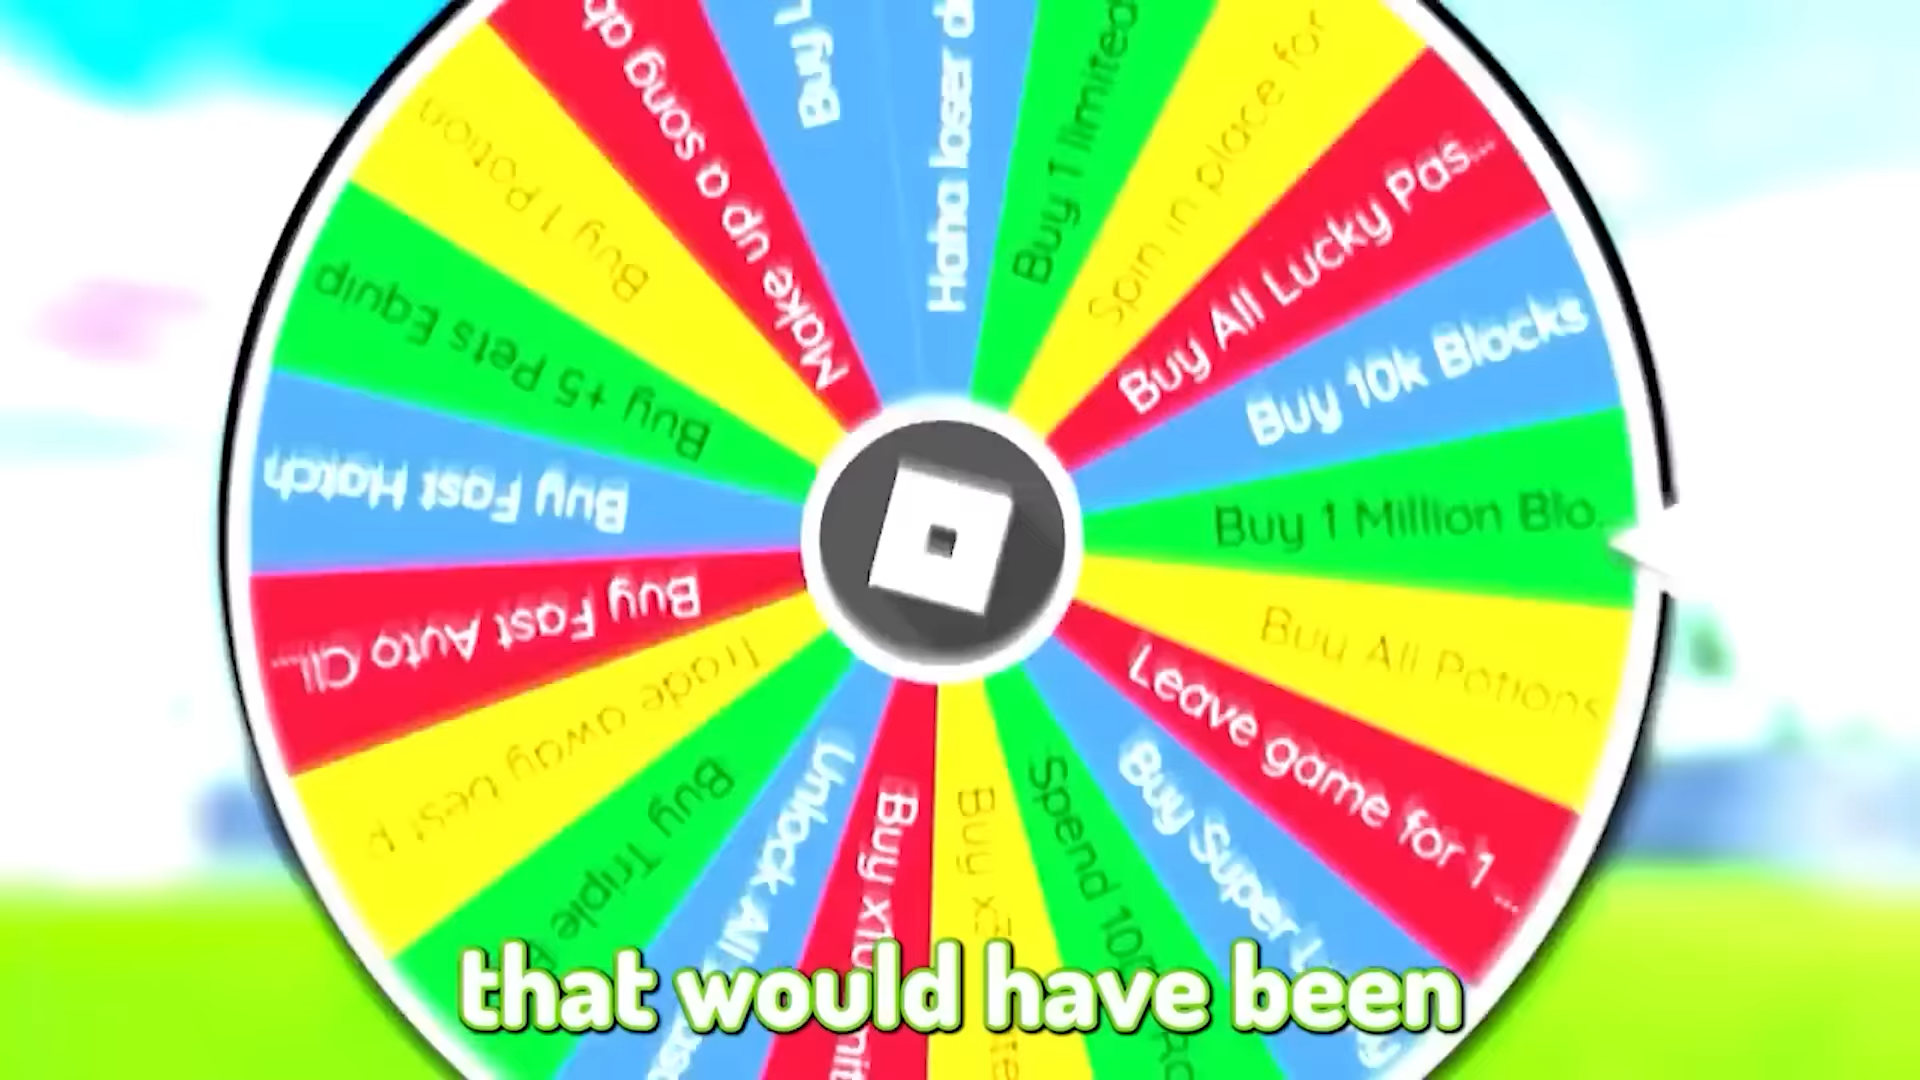 Haha loser d
Buy 1 limited
Spin in place for
Buy All Lucky Pas...
Buy 10k Blocks
Buy 1 Million Blo..
Buy All Potions
Leave game for 1 ...
Buy Super
Spend
Buy
Buy
Unlock All
Buy Triple
Trade away best p
Buy Fast Auto Cli...
Buy Fast Hatch
Buy +5 Pets Equip
Buy 1 Potion
Make up a song ab
Buy L
that would have been